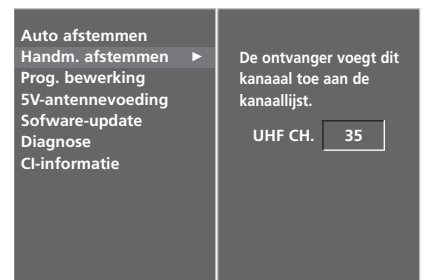 Auto afstemmen
Handm. afstemmen ►
Prog. bewerking
5V-antennevoeding
Sofware-update
Diagnose
CI-informatie
De ontvanger voegt dit
kanaaal toe aan de
kanaallijst.
UHF CH. 35